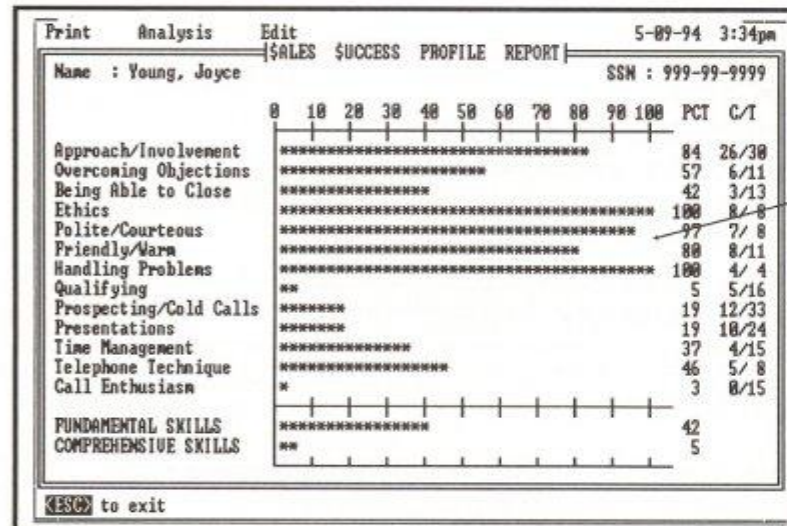 Print Analysis Edit 5-09-94 3:34pm
$ALES $UCCESS PROFILE REPORT
Name : Young, Joyce SSN : 999-99-9999
0 10 20 30 40 50 60 70 80 90 100 PCT C/T
Approach/Involvement ***************************************** 84 26/30
Overcoming Objections *************************** 57 6/11
Being Able to Close ******************** 42 3/13
Ethics ************************************************** 100 8/ 8
Polite/Courteous *********************************************** 97 7/ 8
Friendly/Warm **************************************** 80 8/11
Handling Problems ************************************************** 100 4/ 4
Qualifying ** 5 5/16
Prospecting/Cold Calls ********* 19 12/33
Presentations ********* 19 10/24
Time Management ***************** 37 4/15
Telephone Technique ********************** 46 5/ 8
Call Enthusiasm * 3 0/15
FUNDAMENTAL SKILLS ******************** 42
COMPREHENSIVE SKILLS ** 5
<ESC> to exit